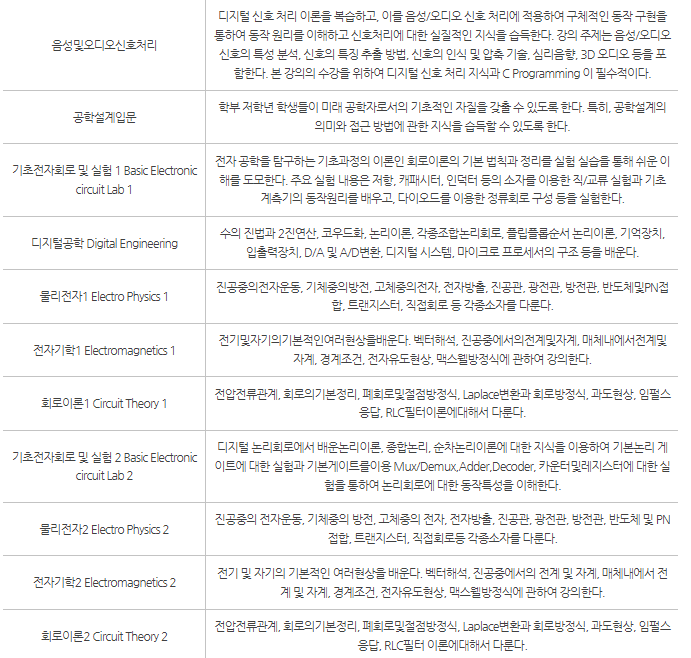 음성및오디오신호처리
디지털 신호 처리 이론을 복습하고, 이를 음성/오디오 신호 처리에 적용하여 구체적인 동작 구현을
통하여 동작 원리를 이해하고 신호처리에 대한 실질적인 지식을 습득한다. 강의 주제는 음성/오디오
신호의 특성 분석, 신호의 특징 추출 방법, 신호의 인식 및 압축 기술, 심리음향, 3D 오디오 등을 포
함한다. 본 강의의 수강을 위하여 디지털 신호 처리 지식과 C Programming 이 필수적이다.
공학설계입문
학부 저학년 학생들이 미래 공학자로서의 기초적인 자질을 갖출 수 있도록 한다. 특히, 공학설계의
의미와 접근 방법에 관한 지식을 습득할 수 있도록 한다.
기초전자회로 및 실험 1 Basic Electronic
circuit Lab 1
전자 공학을 탐구하는 기초과정의 이론인 회로이론의 기본 법칙과 정리를 실험 실습을 통해 쉬운 이
해를 도모한다. 주요 실험 내용은 저항, 캐패시터, 인덕터 등의 소자를 이용한 직/교류 실험과 기초
계측기의 동작원리를 배우고, 다이오드를 이용한 정류회로 구성 등을 실험한다.
디지털공학 Digital Engineering
수의 진법과 2진연산, 코우드화, 논리이론, 각종조합논리회로, 플립플롭순서 논리이론, 기억장치,
입출력장치, D/A 및 A/D변환, 디지털 시스템, 마이크로 프로세서의 구조 등을 배운다.
물리전자1 Electro Physics 1
진공중의전자운동, 기체중의방전, 고체중의전자, 전자방출, 진공관, 광전관, 방전관, 반도체및PN접
합, 트랜지스터, 직접회로 등 각종소자를 다룬다.
전자기학1 Electromagnetics 1
전기및자기의기본적인여러현상을배운다. 벡터해석, 진공중에서의전계및자계, 매체내에서전계및
자계, 경계조건, 전자유도현상, 맥스웰방정식에 관하여 강의한다.
회로이론1 Circuit Theory 1
전압전류관계, 회로의기본정리, 폐회로및절점방정식, Laplace변환과 회로방정식, 과도현상, 임펄스
응답, RLC필터이론에대해서 다룬다.
기초전자회로 및 실험 2 Basic Electronic
circuit Lab 2
디지털 논리회로에서 배운논리이론, 종합논리, 순차논리이론에 대한 지식을 이용하여 기본논리 게
이트에 대한 실험과 기본게이트를이용 Mux/Demux,Adder,Decoder, 카운터및레지스터에 대한 실
험을 통하여 논리회로에 대한 동작특성을 이해한다.
물리전자2 Electro Physics 2
진공중의 전자운동, 기체중의 방전, 고체중의 전자, 전자방출, 진공관, 광전관, 방전관, 반도체 및 PN
접합, 트랜지스터, 직접회로등 각종소자를 다룬다.
전자기학2 Electromagnetics 2
전기 및 자기의 기본적인 여러현상을 배운다. 벡터해석, 진공중에서의 전계 및 자계, 매체내에서 전
계 및 자계, 경계조건, 전자유도현상, 맥스웰방정식에 관하여 강의한다.
회로이론2 Circuit Theory 2
전압전류관계, 회로의기본정리, 폐회로및절점방정식, Laplace변환과 회로방정식, 과도현상, 임펄스
응답, RLC필터 이론에대해서 다룬다.